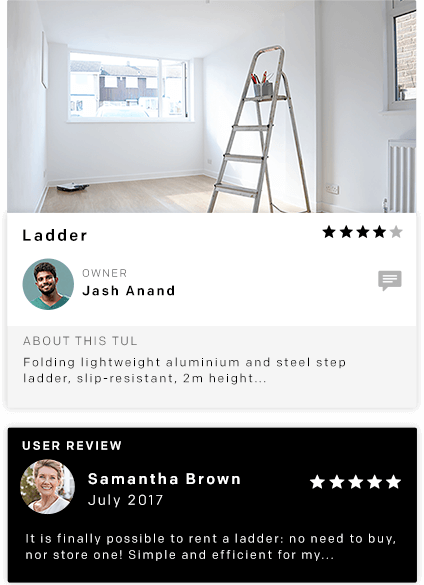 Ladder
OWNER
Jash Anand
ABOUT THIS TUL
Folding lightweight aluminium and steel step
ladder, slip-resistant, 2m height...
USER REVIEW
Samantha Brown
July 2017
It is finally possible to rent a ladder: no need to buy,
nor store one! Simple and efficient for my...